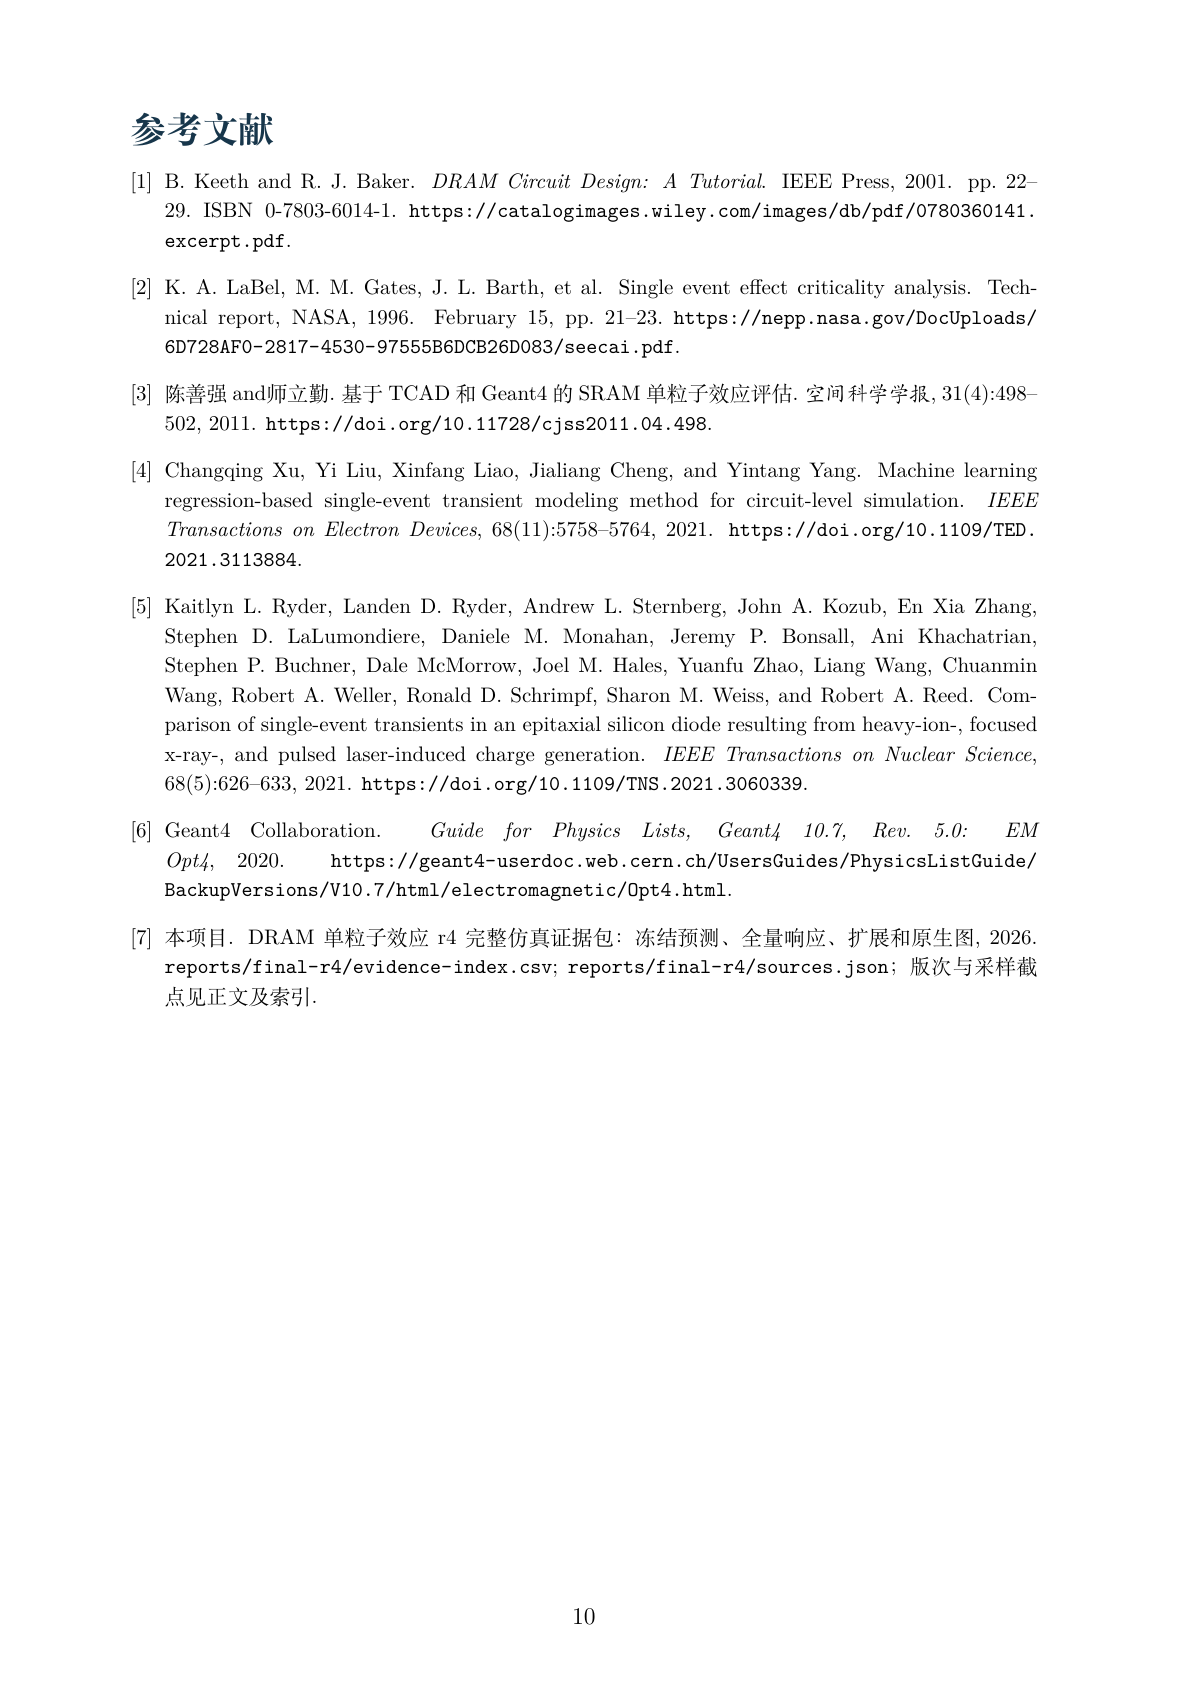 参考文献
[1] B. Keeth and R. J. Baker. DRAM Circuit Design: A Tutorial. IEEE Press, 2001. pp. 22–
29. ISBN 0-7803-6014-1. https://catalogimages.wiley.com/images/db/pdf/0780360141.
excerpt.pdf.
[2] K. A. LaBel, M. M. Gates, J. L. Barth, et al. Single event effect criticality analysis. Tech-
nical report, NASA, 1996. February 15, pp. 21–23. https://nepp.nasa.gov/DocUploads/
6D728AF0-2817-4530-97555B6DCB26D083/seecai.pdf.
[3] 陈善强 and师立勤. 基于 TCAD 和 Geant4 的 SRAM 单粒子效应评估. 空间科学学报, 31(4):498–
502, 2011. https://doi.org/10.11728/cjss2011.04.498.
[4] Changqing Xu, Yi Liu, Xinfang Liao, Jialiang Cheng, and Yintang Yang. Machine learning
regression-based single-event transient modeling method for circuit-level simulation. IEEE
Transactions on Electron Devices, 68(11):5758–5764, 2021. https://doi.org/10.1109/TED.
2021.3113884.
[5] Kaitlyn L. Ryder, Landen D. Ryder, Andrew L. Sternberg, John A. Kozub, En Xia Zhang,
Stephen D. LaLumondiere, Daniele M. Monahan, Jeremy P. Bonsall, Ani Khachatrian,
Stephen P. Buchner, Dale McMorrow, Joel M. Hales, Yuanfu Zhao, Liang Wang, Chuanmin
Wang, Robert A. Weller, Ronald D. Schrimpf, Sharon M. Weiss, and Robert A. Reed. Com-
parison of single-event transients in an epitaxial silicon diode resulting from heavy-ion-, focused
x-ray-, and pulsed laser-induced charge generation. IEEE Transactions on Nuclear Science,
68(5):626–633, 2021. https://doi.org/10.1109/TNS.2021.3060339.
[6] Geant4 Collaboration. Guide for Physics Lists, Geant4 10.7, Rev. 5.0: EM
Opt4, 2020. https://geant4-userdoc.web.cern.ch/UsersGuides/PhysicsListGuide/
BackupVersions/V10.7/html/electromagnetic/Opt4.html.
[7] 本项目. DRAM 单粒子效应 r4 完整仿真证据包：冻结预测、全量响应、扩展和原生图, 2026.
reports/final-r4/evidence-index.csv; reports/final-r4/sources.json；版次与采样截
点见正文及索引.
10